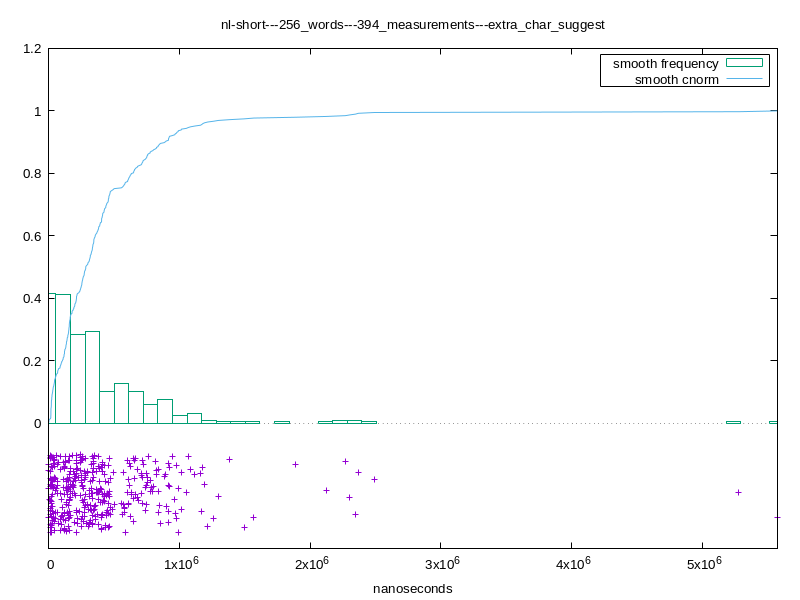 nl-short---256_words---394_measurements---extra_char_suggest
1.2
smooth frequency
smooth cnorm
1
0.8
0.6
0.4
0.2
0
0 1x10^6 2x10^6 3x10^6 4x10^6 5x10^6
nanoseconds